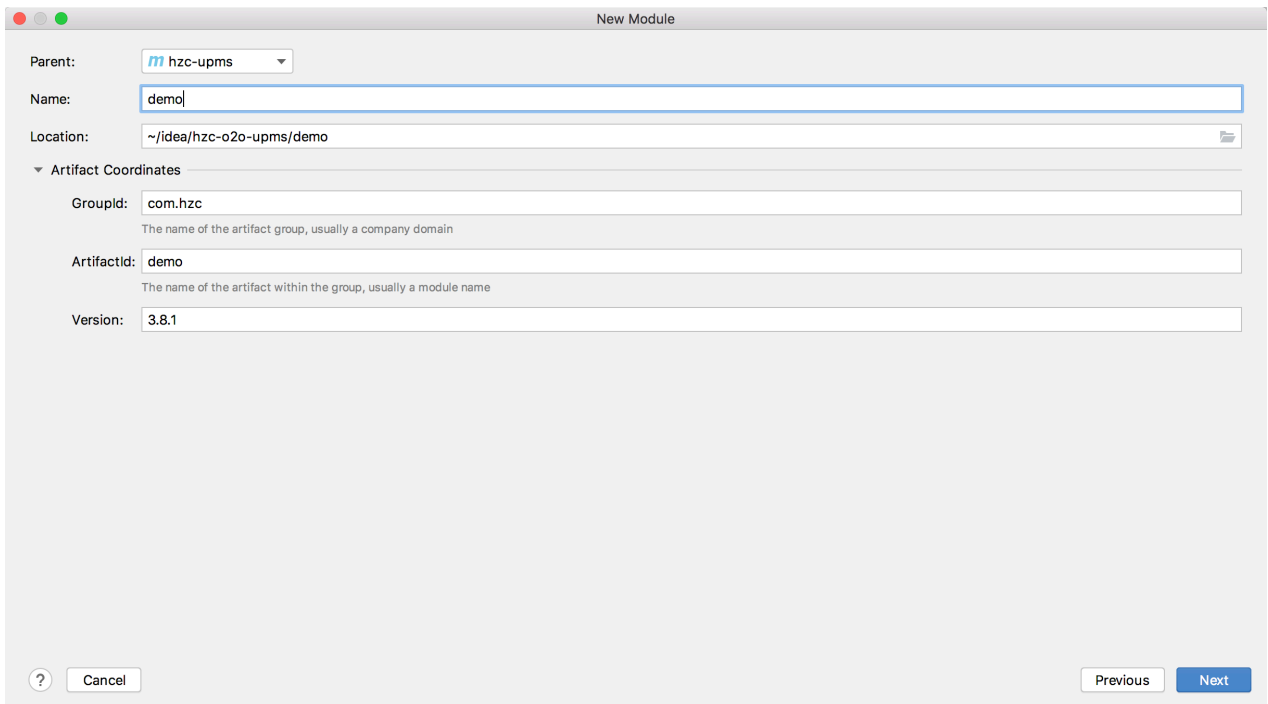 New Module
Parent: m hzc-upms
Name: demo
Location: ~/idea/hzc-o2o-upms/demo
Artifact Coordinates
GroupId: com.hzc
The name of the artifact group, usually a company domain
ArtifactId: demo
The name of the artifact within the group, usually a module name
Version: 3.8.1
? Cancel Previous Next